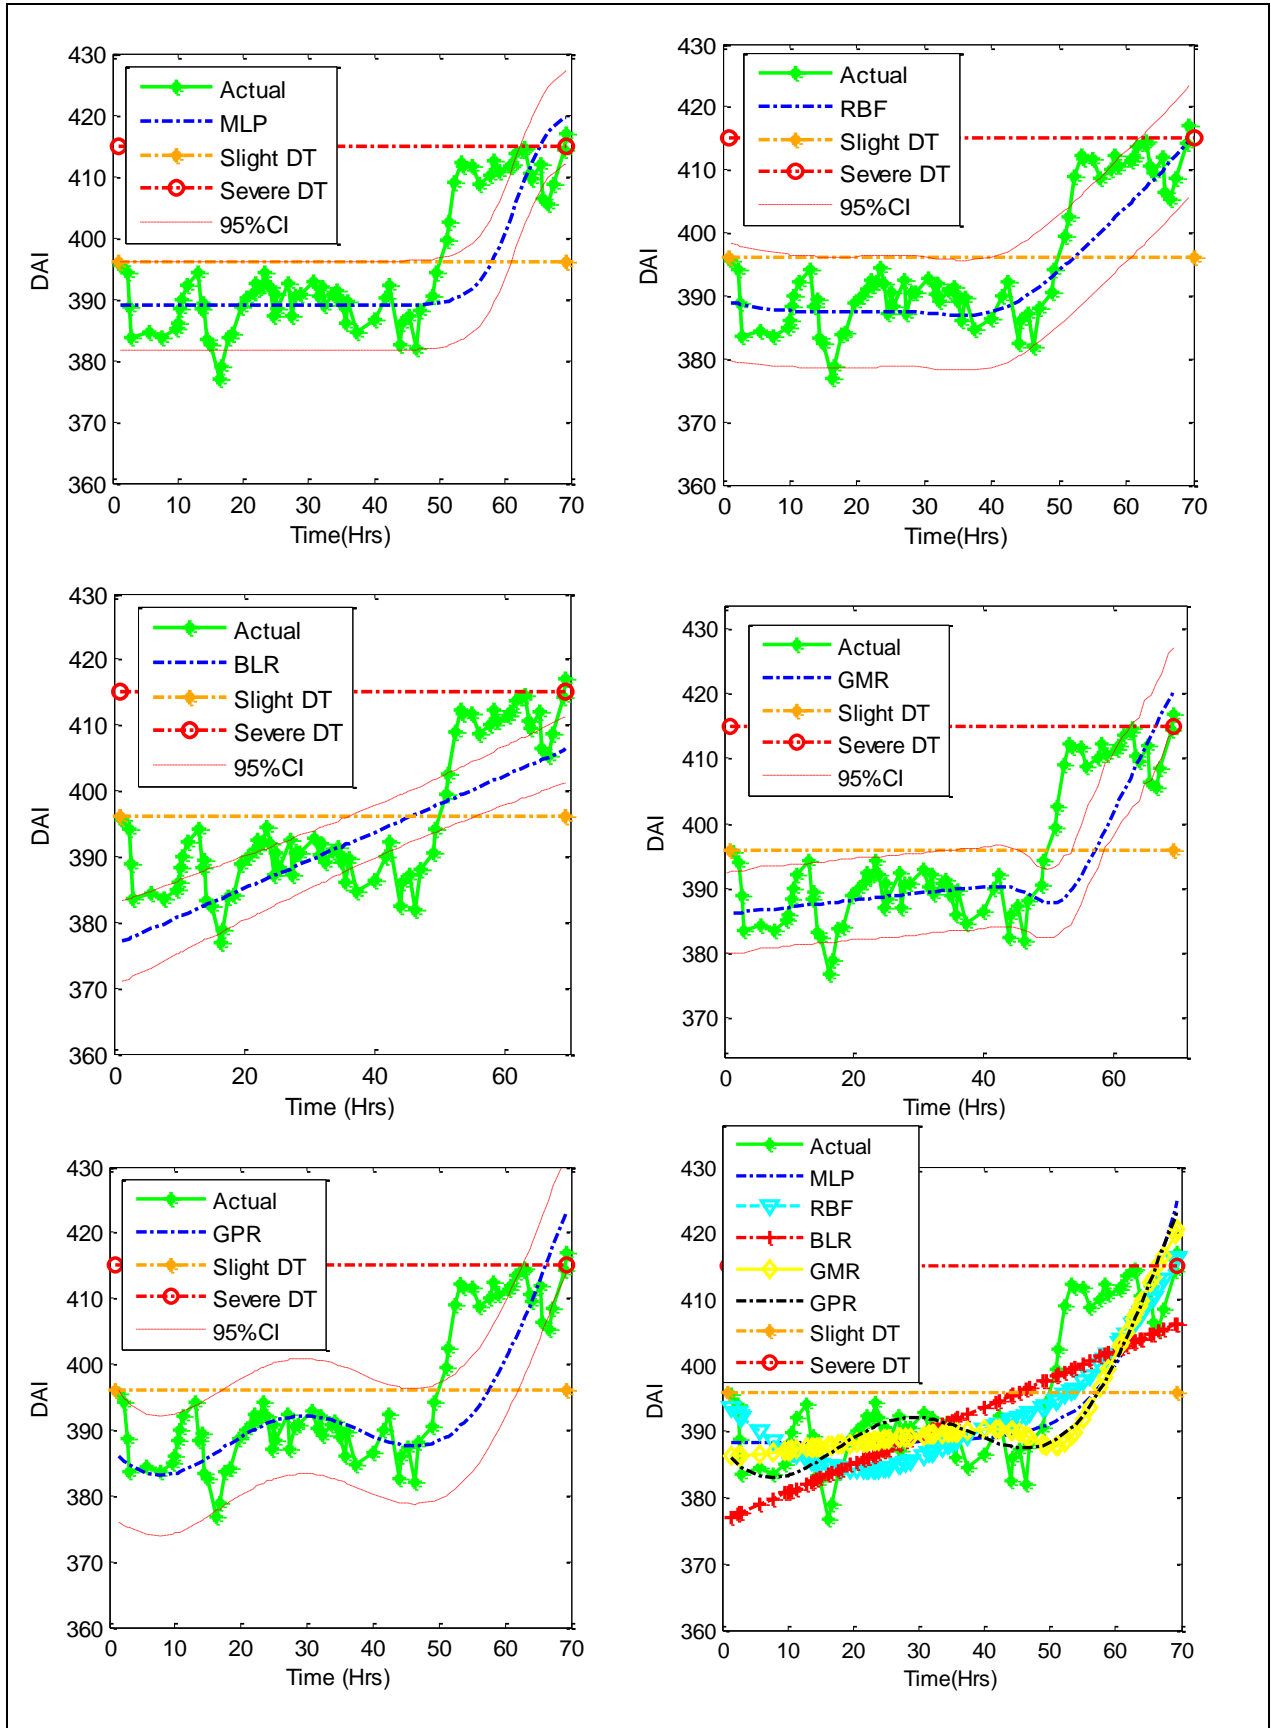 430
420
410
400
390
380
370
360
DAI
Actual
MLP
Slight DT
Severe DT
95%CI
0 10 20 30 40 50 60 70
Time(Hrs)
430
420
410
400
390
380
370
360
DAI
Actual
RBF
Slight DT
Severe DT
95%CI
0 10 20 30 40 50 60 70
Time(Hrs)
430
420
410
400
390
380
370
360
DAI
Actual
BLR
Slight DT
Severe DT
95%CI
0 20 40 60
Time (Hrs)
430
420
410
400
390
380
370
DAI
Actual
GMR
Slight DT
Severe DT
95%CI
0 20 40 60
Time (Hrs)
430
420
410
400
390
380
370
360
DAI
Actual
GPR
Slight DT
Severe DT
95%CI
0 10 20 30 40 50 60 70
Time (Hrs)
430
420
410
400
390
380
370
360
DAI
Actual
MLP
RBF
BLR
GMR
GPR
Slight DT
Severe DT
0 10 20 30 40 50 60 70
Time(Hrs)